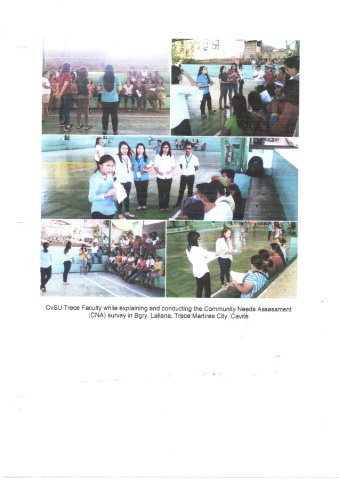 CvSU Trece Faculty while explaining and conducting the Community Needs Assessment
(CNA) survey in Bgry. Lallana, Trece Martires City, Cavite